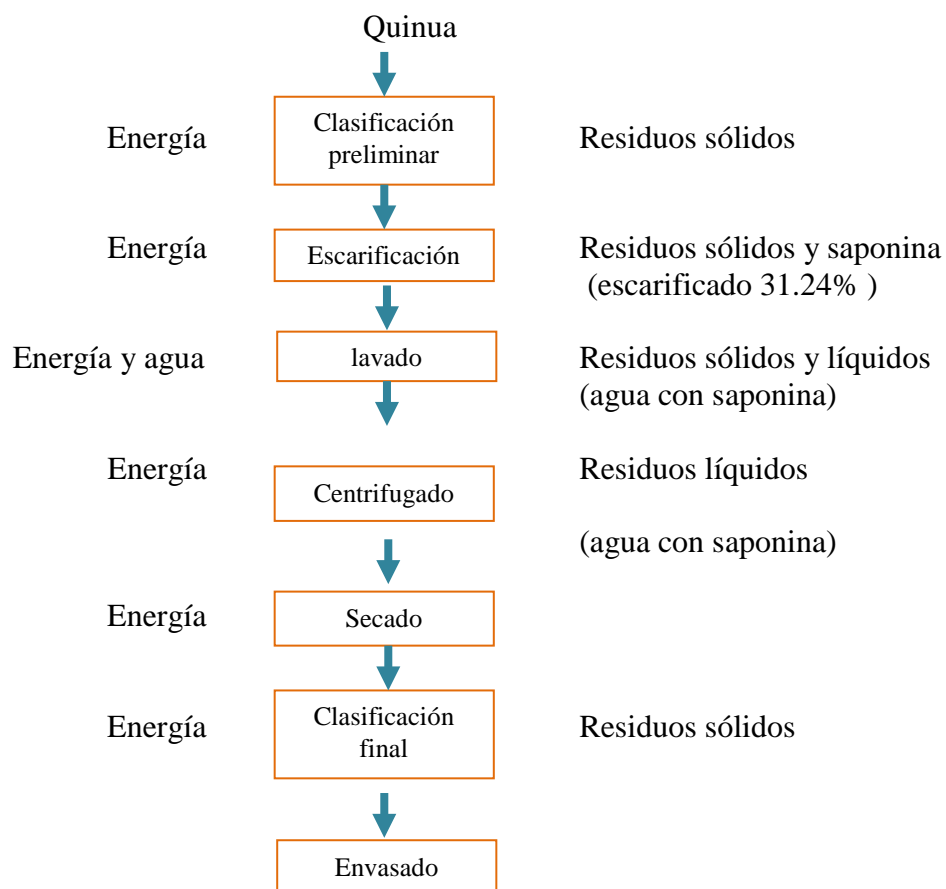 Quinua
Energía
Clasificación
preliminar
Residuos sólidos
Energía
Escarificación
Residuos sólidos y saponina
(escarificado 31.24% )
Energía y agua
lavado
Residuos sólidos y líquidos
(agua con saponina)
Energía
Centrifugado
Residuos líquidos
(agua con saponina)
Energía
Secado
Energía
Clasificación
final
Residuos sólidos
Envasado